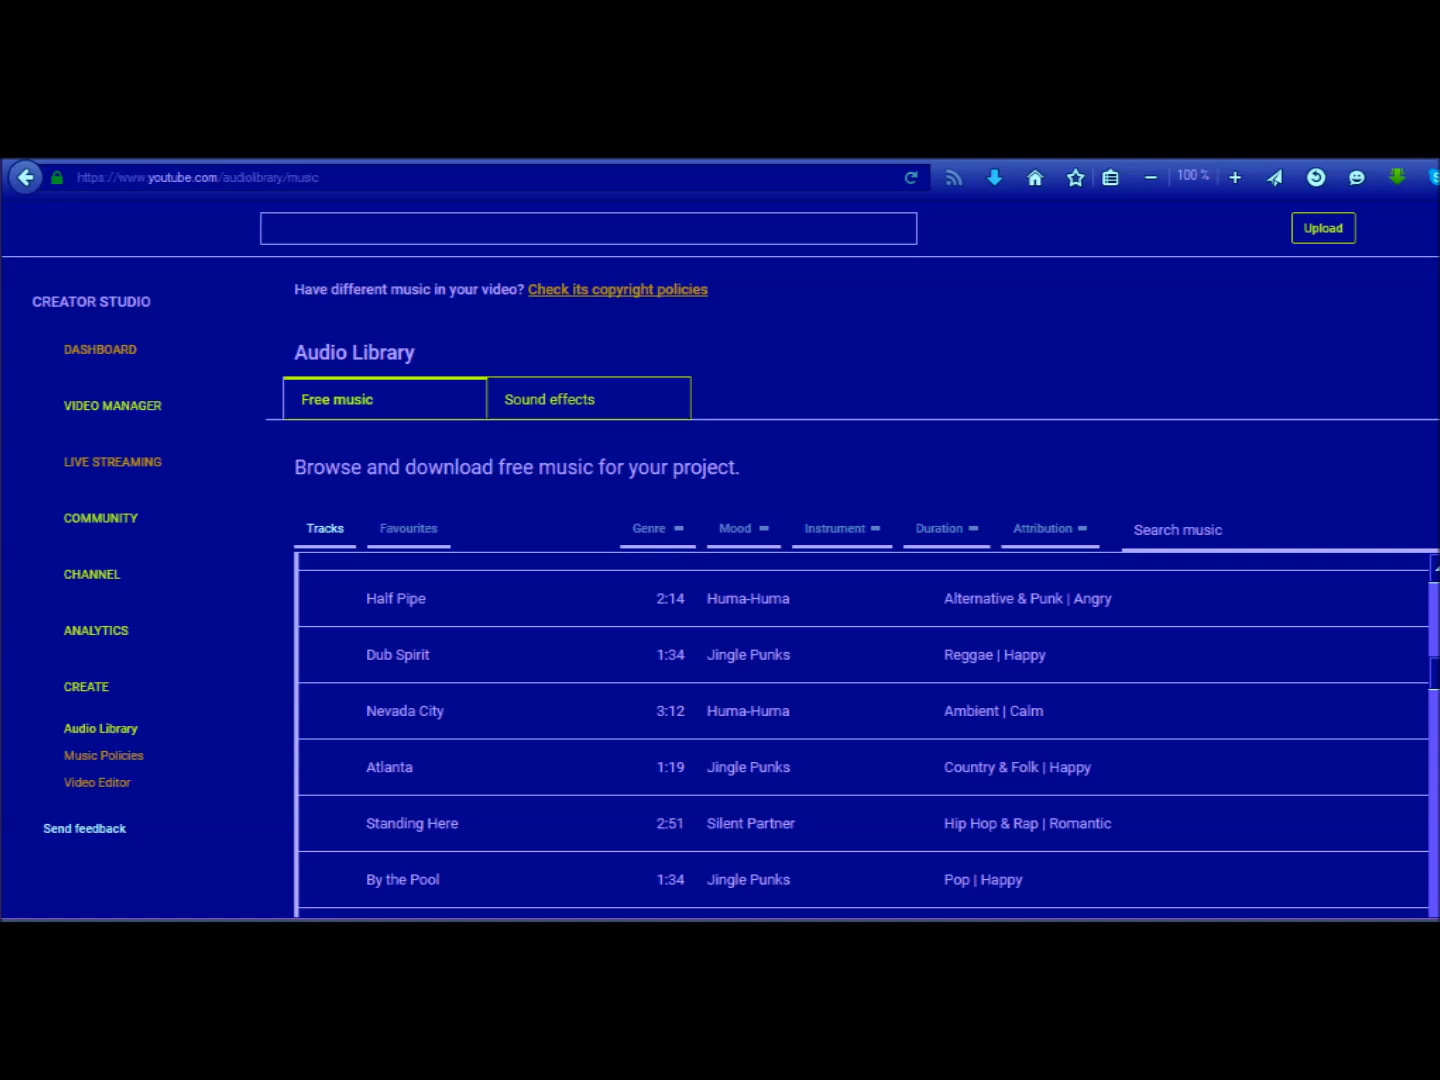 https://www.youtube.com/audiolibrary/music
100 %
Upload
Have different music in your video? Check its copyright policies
CREATOR STUDIO
DASHBOARD
VIDEO MANAGER
LIVE STREAMING
COMMUNITY
CHANNEL
ANALYTICS
CREATE
Audio Library
Music Policies
Video Editor
Send feedback
Audio Library
Free music Sound effects
Browse and download free music for your project.
Tracks Favourites Genre Mood Instrument Duration Attribution Search music
Half Pipe 2:14 Huma-Huma Alternative & Punk | Angry
Dub Spirit 1:34 Jingle Punks Reggae | Happy
Nevada City 3:12 Huma-Huma Ambient | Calm
Atlanta 1:19 Jingle Punks Country & Folk | Happy
Standing Here 2:51 Silent Partner Hip Hop & Rap | Romantic
By the Pool 1:34 Jingle Punks Pop | Happy